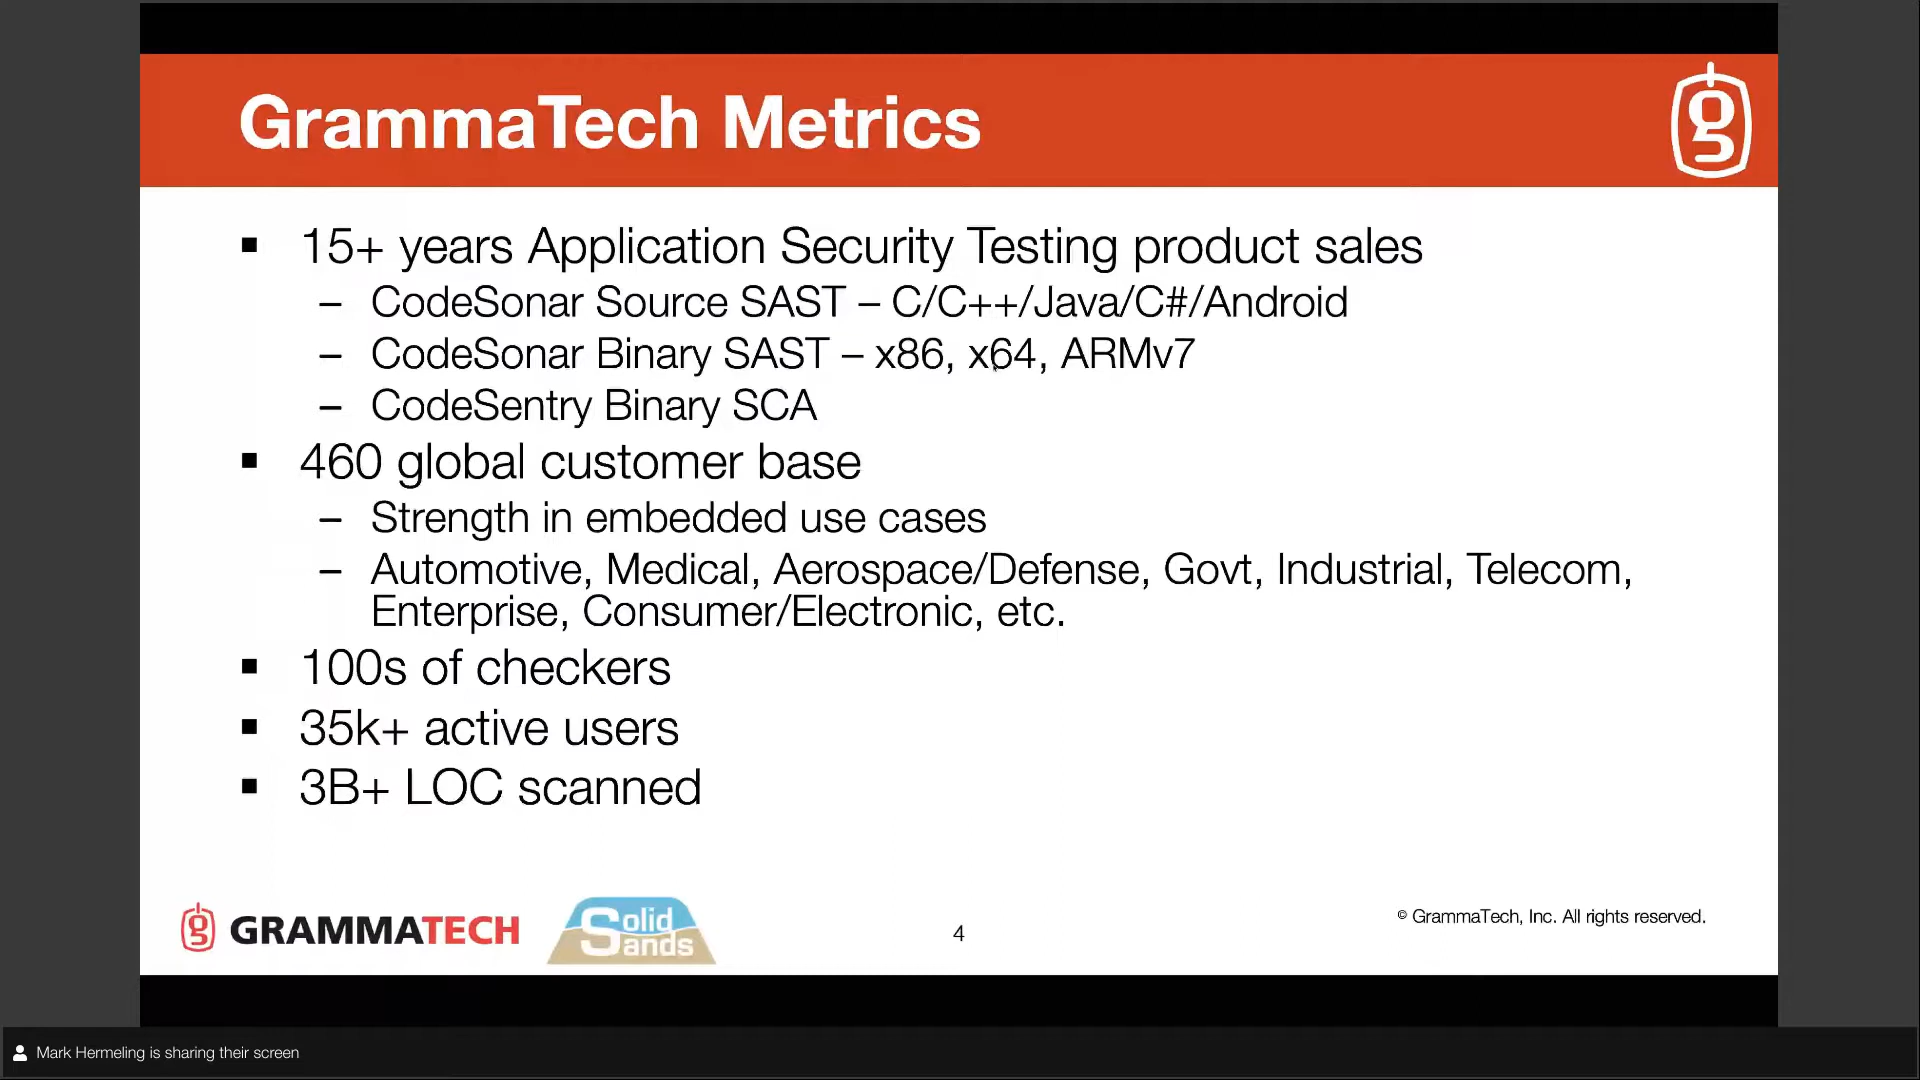 GrammaTech Metrics
▪ 15+ years Application Security Testing product sales
– CodeSonar Source SAST – C/C++/Java/C#/Android
– CodeSonar Binary SAST – x86, x64, ARMv7
– CodeSentry Binary SCA
▪ 460 global customer base
– Strength in embedded use cases
– Automotive, Medical, Aerospace/Defense, Govt, Industrial, Telecom,
Enterprise, Consumer/Electronic, etc.
▪ 100s of checkers
▪ 35k+ active users
▪ 3B+ LOC scanned
GRAMMATECH
Solid
Sands
4
© GrammaTech, Inc. All rights reserved.
Mark Hermeling is sharing their screen